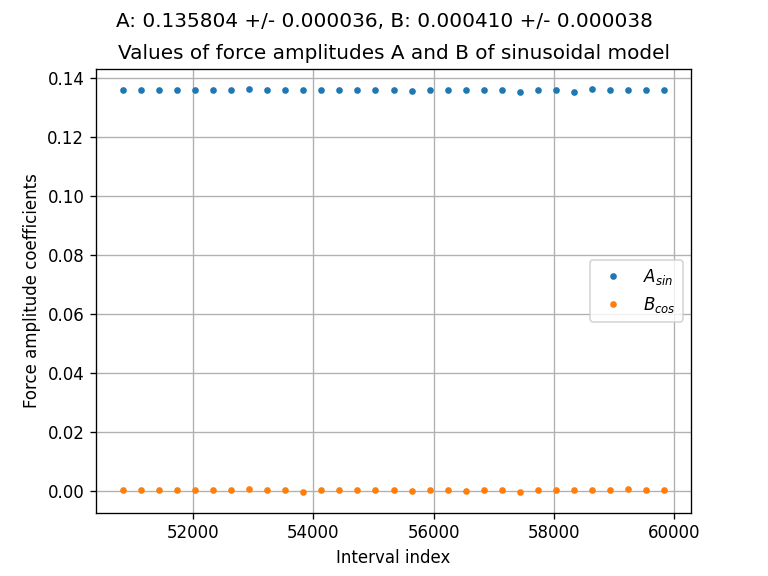 A: 0.135804 +/- 0.000036, B: 0.000410 +/- 0.000038
Values of force amplitudes A and B of sinusoidal model
Force amplitude coefficients
0.14
0.12
0.10
0.08
0.06
0.04
0.02
0.00
A_sin
B_cos
52000 54000 56000 58000 60000
Interval index